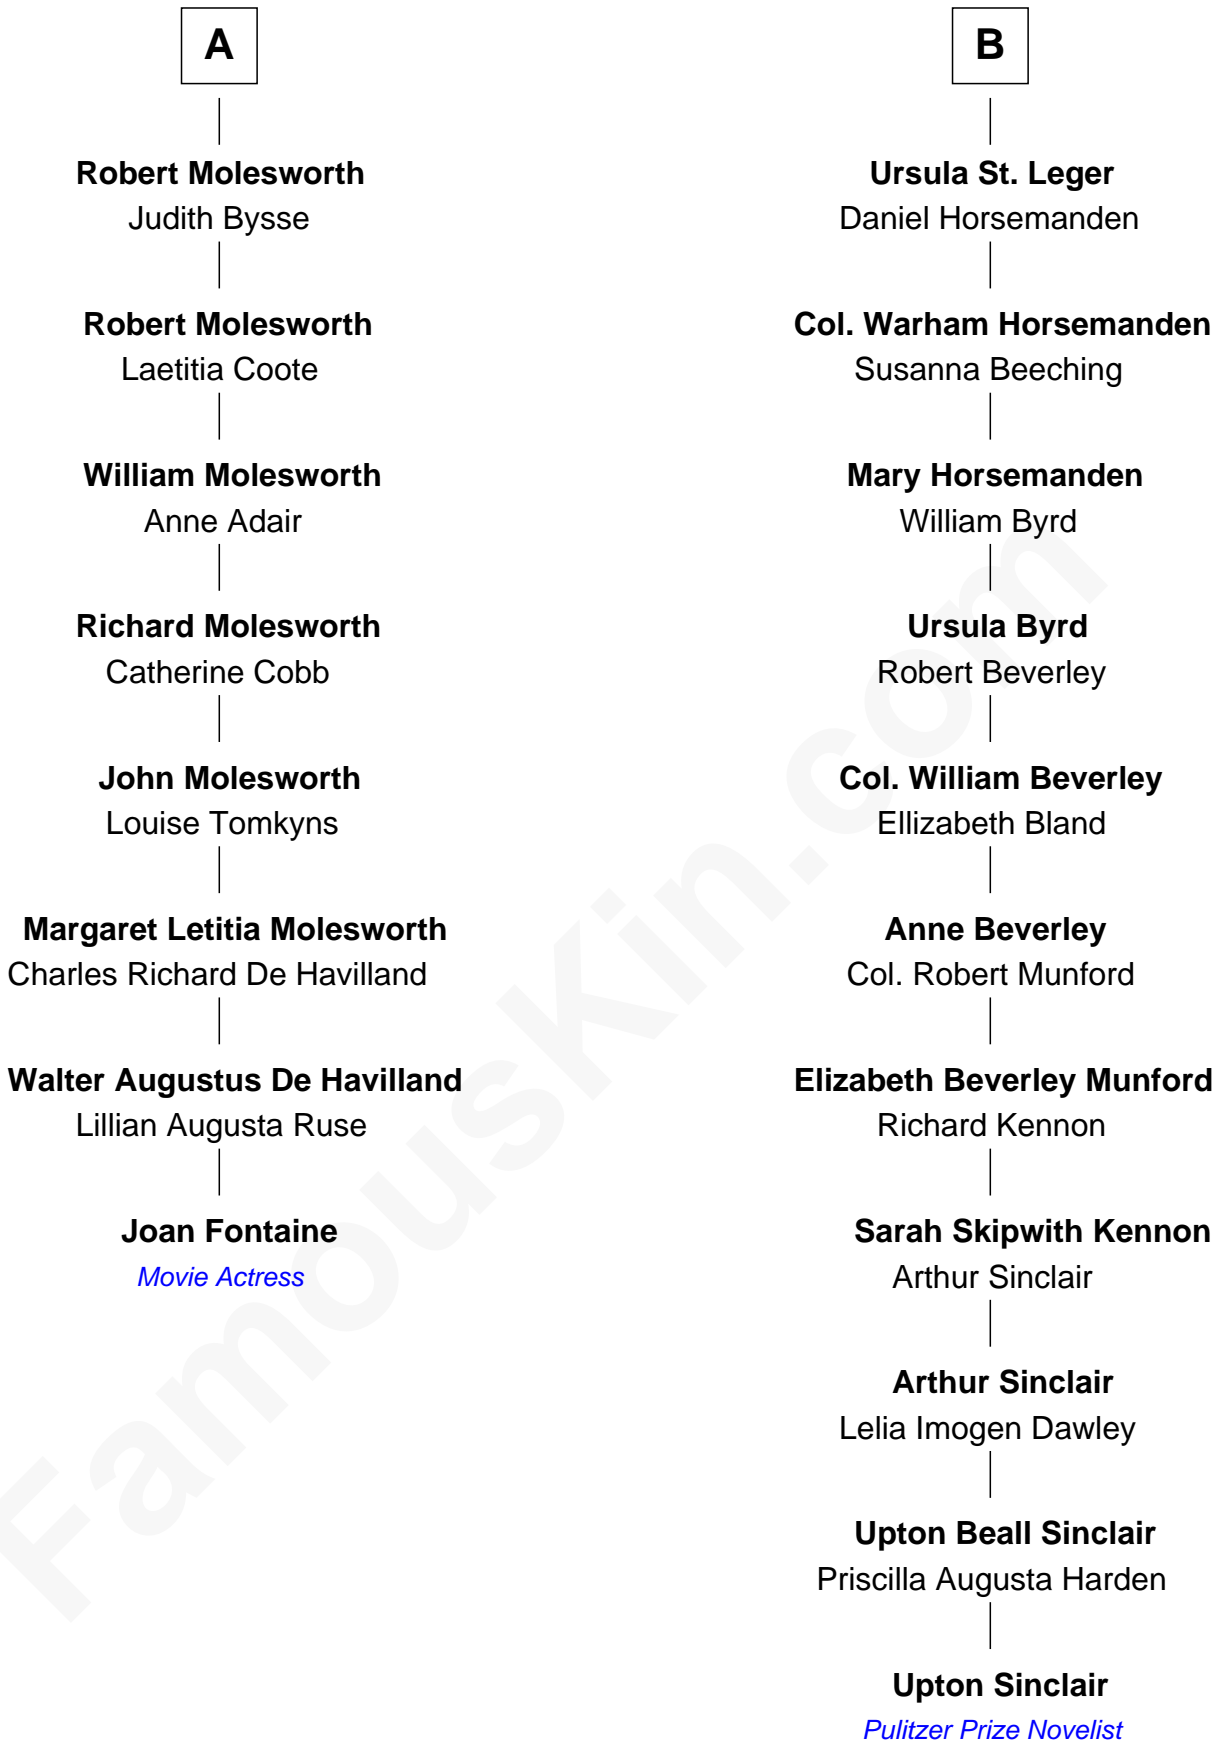 A
Robert Molesworth
Judith Bysse
Robert Molesworth
Laetitia Coote
William Molesworth
Anne Adair
Richard Molesworth
Catherine Cobb
John Molesworth
Louise Tomkyns
Margaret Letitia Molesworth
Charles Richard De Havilland
Walter Augustus De Havilland
Lillian Augusta Ruse
Joan Fontaine
Movie Actress
B
Ursula St. Leger
Daniel Horsemanden
Col. Warham Horsemanden
Susanna Beeching
Mary Horsemanden
William Byrd
Ursula Byrd
Robert Beverley
Col. William Beverley
Ellizabeth Bland
Anne Beverley
Col. Robert Munford
Elizabeth Beverley Munford
Richard Kennon
Sarah Skipwith Kennon
Arthur Sinclair
Arthur Sinclair
Lelia Imogen Dawley
Upton Beall Sinclair
Priscilla Augusta Harden
Upton Sinclair
Pulitzer Prize Novelist
FamousKin.com